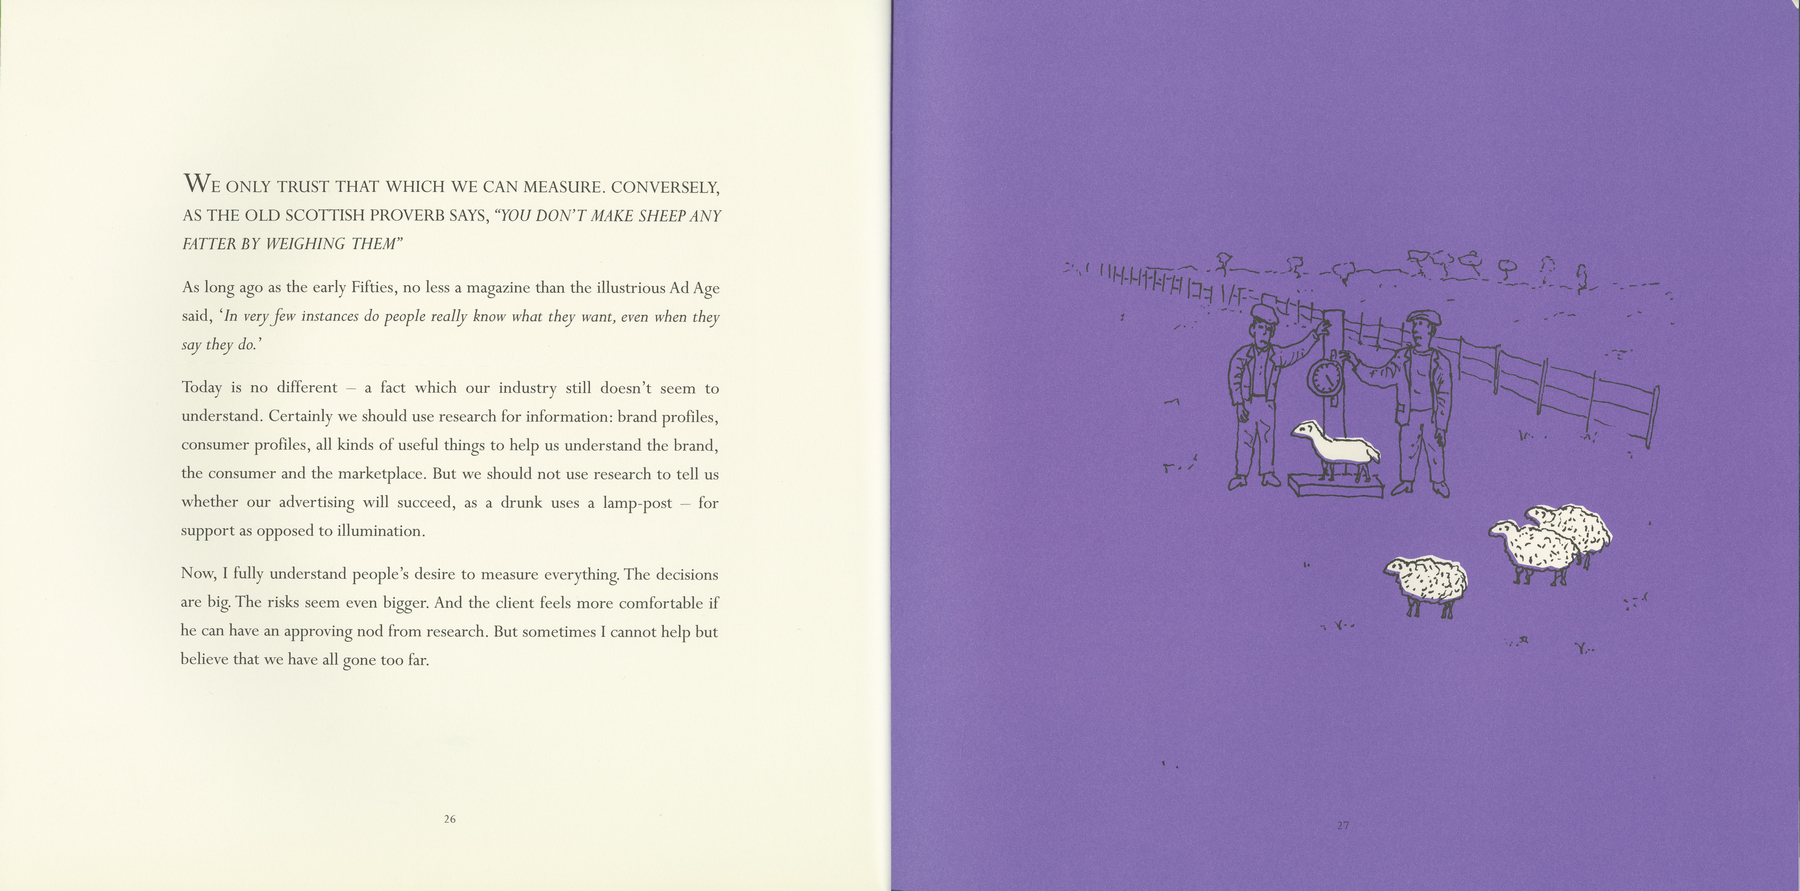 WE ONLY TRUST THAT WHICH WE CAN MEASURE. CONVERSELY,
AS THE OLD SCOTTISH PROVERB SAYS, “YOU DON’T MAKE SHEEP ANY
FATTER BY WEIGHING THEM”
As long ago as the early Fifties, no less a magazine than the illustrious Ad Age
said, ‘In very few instances do people really know what they want, even when they
say they do.’
Today is no different – a fact which our industry still doesn’t seem to
understand. Certainly we should use research for information: brand profiles,
consumer profiles, all kinds of useful things to help us understand the brand,
the consumer and the marketplace. But we should not use research to tell us
whether our advertising will succeed, as a drunk uses a lamp-post – for
support as opposed to illumination.
Now, I fully understand people’s desire to measure everything. The decisions
are big. The risks seem even bigger. And the client feels more comfortable if
he can have an approving nod from research. But sometimes I cannot help but
believe that we have all gone too far.
26
27